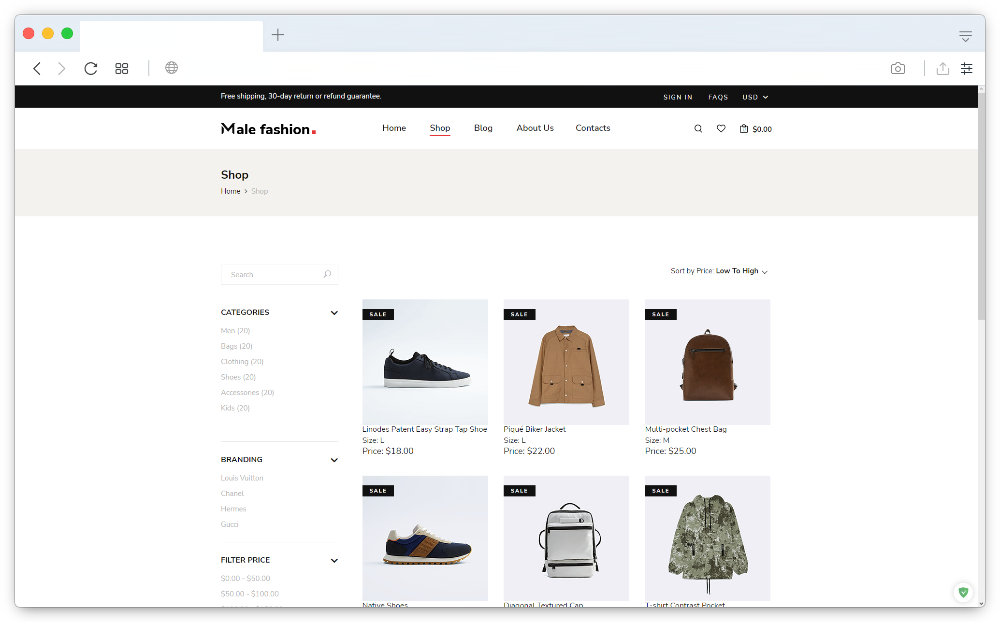 Free shipping, 30-day return or refund guarantee.
SIGN IN FAQS USD
Male fashion.
Home Shop Blog About Us Contacts
0 $0.00
Shop
Home > Shop
Search...
Sort by Price: Low To High
CATEGORIES
Men (20)
Bags (20)
Clothing (20)
Shoes (20)
Accessories (20)
Kids (20)
BRANDING
Louis Vuitton
Chanel
Hermes
Gucci
FILTER PRICE
$0.00 - $50.00
$50.00 - $100.00
SALE
Linodes Patent Easy Strap Tap Shoe
Size: L
Price: $18.00
SALE
Piqué Biker Jacket
Size: L
Price: $22.00
SALE
Multi-pocket Chest Bag
Size: M
Price: $25.00
SALE
Native Shoes
SALE
Diagonal Textured Cap
SALE
T-shirt Contrast Pocket